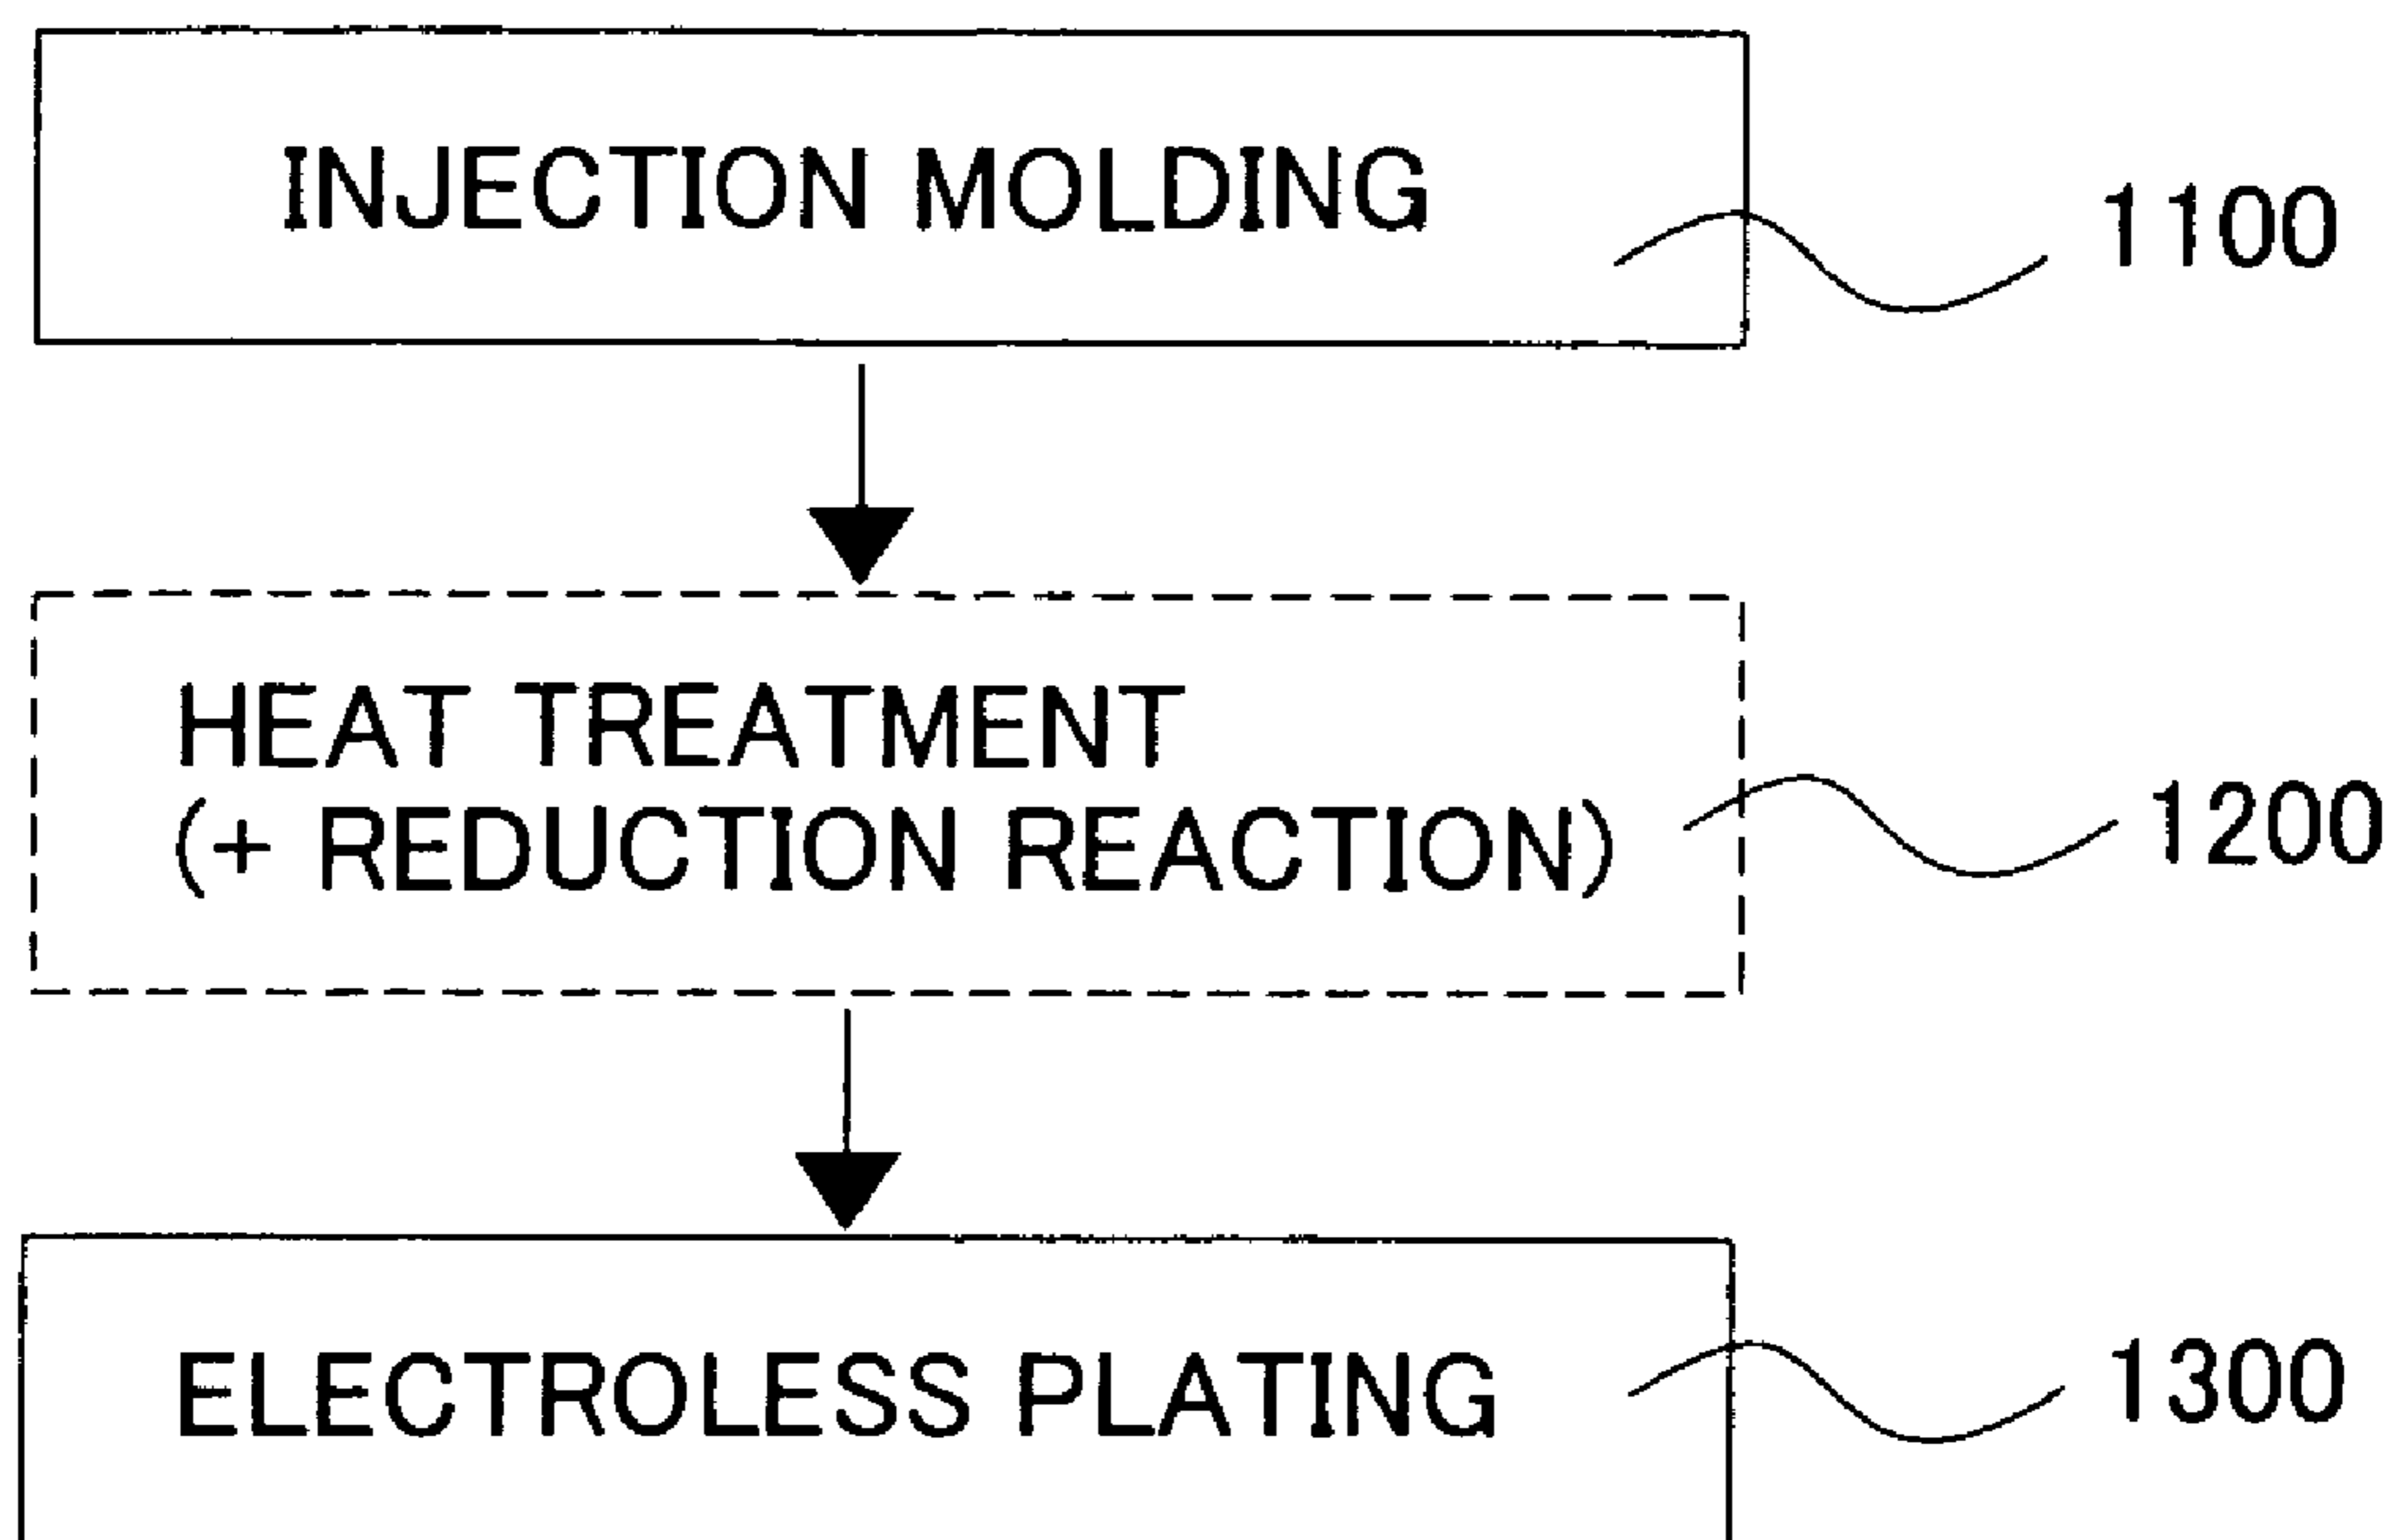 INJECTION MOLDING
1100
HEAT TREATMENT
(+ REDUCTION REACTION)
1200
ELECTROLESS PLATING
1300